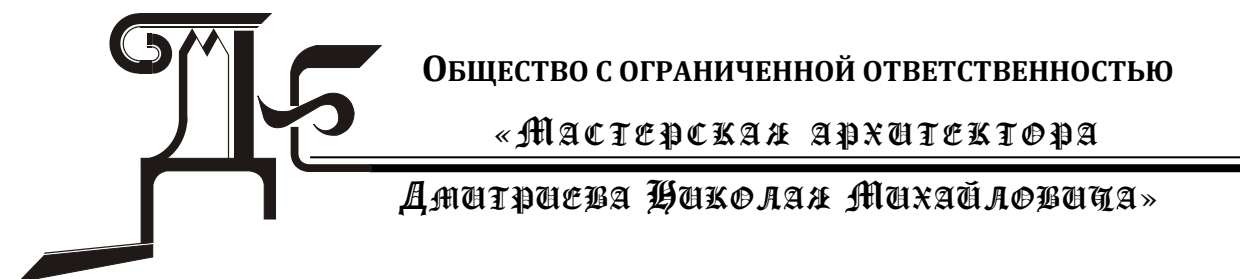 Общество с ограниченной ответственностью
«Мастерская архитектора
Дмитриева Николая Михайловича»